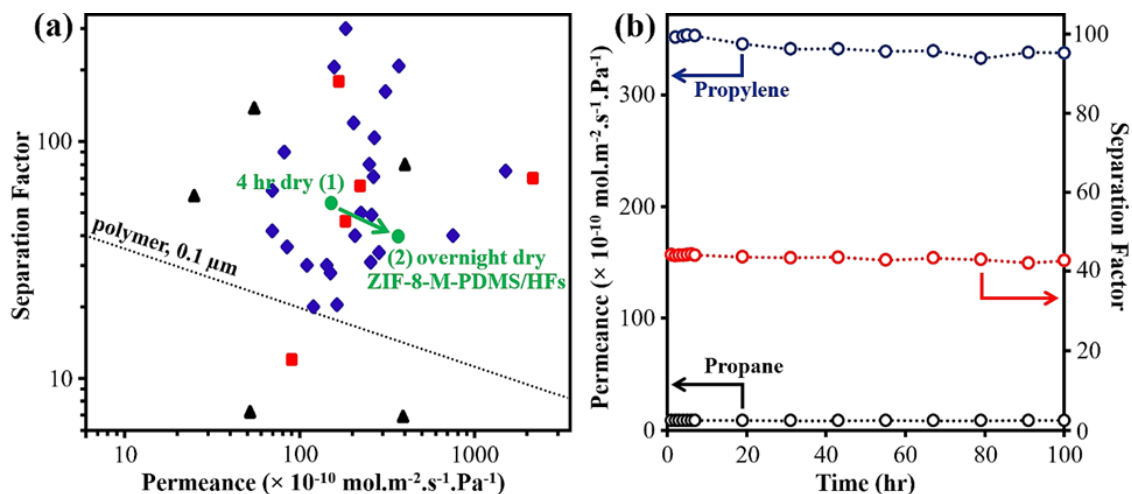 (a)
Separation Factor
100
10
4 hr dry (1)
polymer, 0.1 μm
(2) overnight dry
ZIF-8-M-PDMS/HFs
10 100 1000
Permeance (× 10⁻¹⁰ mol.m⁻².s⁻¹.Pa⁻¹)
(b)
Permeance (× 10⁻¹⁰ mol.m⁻².s⁻¹.Pa⁻¹)
300
200
100
0
Propylene
Propane
100
80
60
40
20
0
Separation Factor
0 20 40 60 80 100
Time (hr)